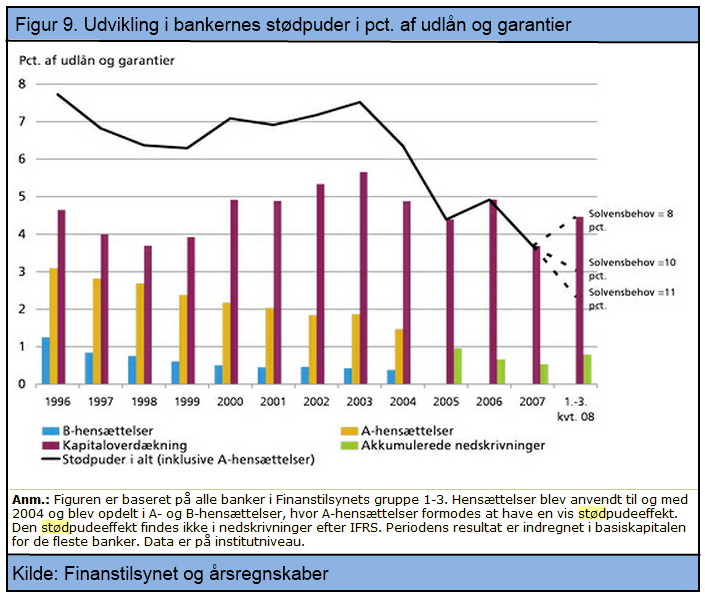 Figur 9. Udvikling i bankernes stødpuder i pct. af udlån og garantier
Pct. af udlån og garantier
8
7
6
5
4
3
2
1
0
Solvensbehov = 8
pct.
Solvensbehov =10
pct.
Solvensbehov =11
pct.
1996 1997 1998 1999 2000 2001 2002 2003 2004 2005 2006 2007 1.-3.
kvt. 08
B-hensættelser A-hensættelser
Kapitaloverdækning Akkumulerede nedskrivninger
Stødpuder i alt (inklusive A-hensættelser)
Anm.: Figuren er baseret på alle banker i Finanstilsynets gruppe 1-3. Hensættelser blev anvendt til og med
2004 og blev opdelt i A- og B-hensættelser, hvor A-hensættelser formodes at have en vis stødpudeeffekt.
Den stødpudeeffekt findes ikke i nedskrivninger efter IFRS. Periodens resultat er indregnet i basiskapitalen
for de fleste banker. Data er på institutniveau.
Kilde: Finanstilsynet og årsregnskaber